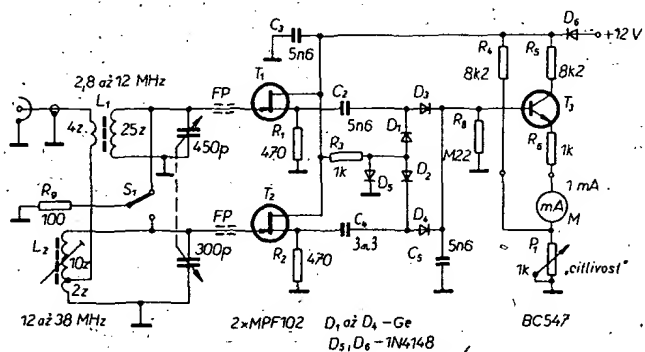 C3
5n6
D6
+12 V
R4
8k2
R5
8k2
2,8 až 12 MHz
L1
4z
25z
FP
T1
C2
5n6
D3
T3
450p
R1
470
R3
1k
D1
D5
D2
R8
M22
R6
1k
1 mA
mA
M
R9
100
S1
FP
T2
C4
3n3
D4
C5
5n6
L2
10z
2z
300p
R2
470
P1
1k
„citlivost"
12 až 38 MHz
2×MPF102
D1 až D4 – Ge
BC547
D5, D6 – 1N4148